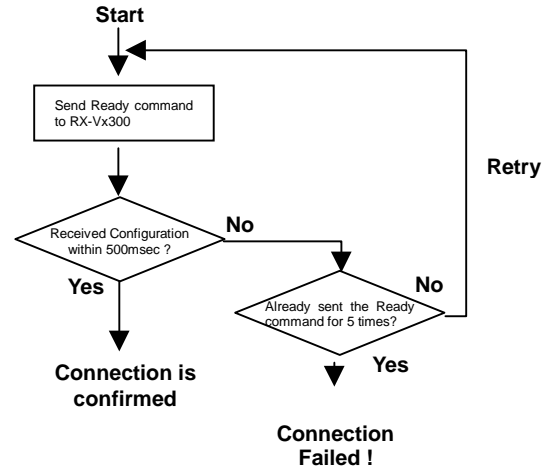 Start
Send Ready command
to RX-Vx300
Retry
Received Configuration
within 500msec ?
No
Yes
No
Already sent the Ready
command for 5 times?
Yes
Connection is
confirmed
Connection
Failed !